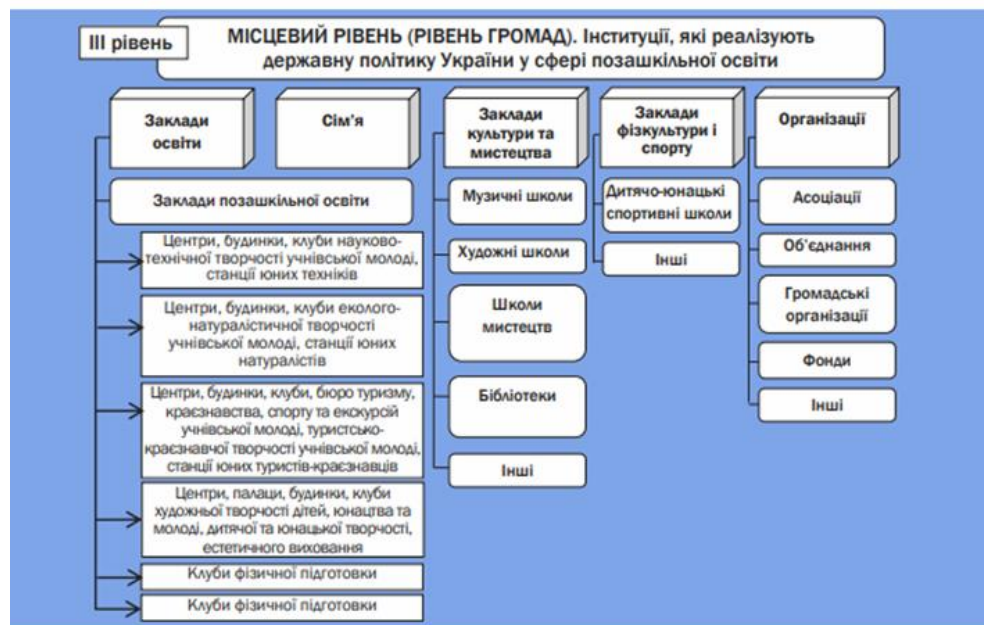 III рівень
МІСЦЕВИЙ РІВЕНЬ (РІВЕНЬ ГРОМАД). Інституції, які реалізують
державну політику України у сфері позашкільної освіти
Заклади
освіти
Сім’я
Заклади
культури та
мистецтва
Заклади
фізкультури і
спорту
Організації
Заклади позашкільної освіти
Центри, будинки, клуби науково-
технічної творчості учнівської молоді,
станції юних техніків
Центри, будинки, клуби еколого-
натуралістичної творчості
учнівської молоді, станції юних
натуралістів
Центри, будинки, клуби, бюро туризму,
краєзнавства, спорту та екскурсій
учнівської молоді, туристсько-
краєзнавчої творчості учнівської молоді,
станції юних туристів-краєзнавців
Центри, палаци, будинки, клуби
художньої творчості дітей, юнацтва та
молоді, дитячої та юнацької творчості,
естетичного виховання
Клуби фізичної підготовки
Клуби фізичної підготовки
Музичні школи
Художні школи
Школи
мистецтв
Бібліотеки
Інші
Дитячо-юнацькі
спортивні школи
Інші
Асоціації
Об’єднання
Громадські
організації
Фонди
Інші